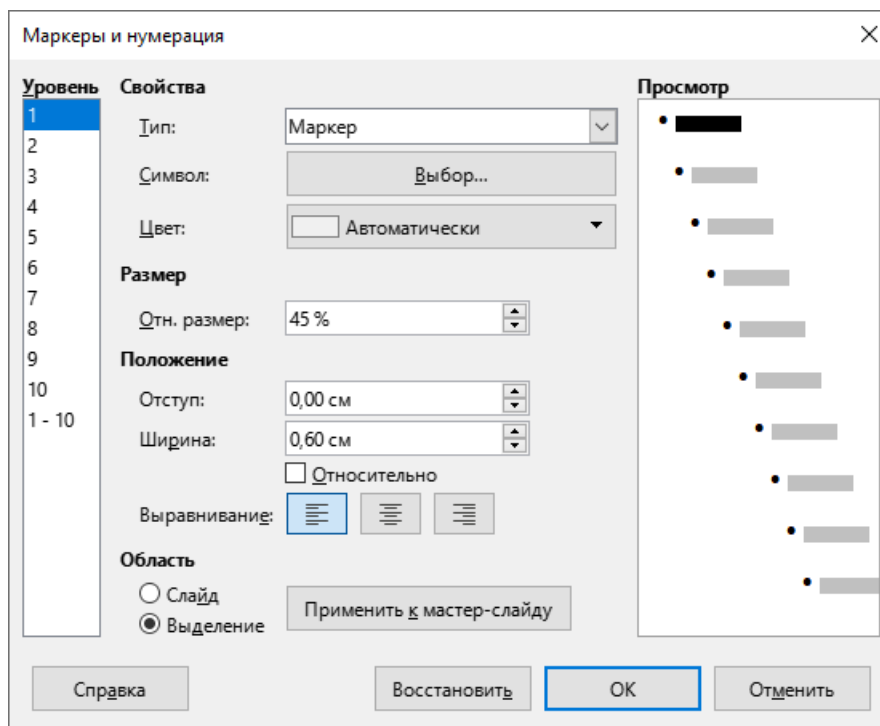 Маркеры и нумерация
Уровень
1
2
3
4
5
6
7
8
9
10
1 - 10
Свойства
Тип:
Маркер
Символ:
Выбор...
Цвет:
Автоматически
Размер
Отн. размер:
45 %
Положение
Отступ:
0,00 см
Ширина:
0,60 см
Относительно
Выравнивание:
Область
Слайд
Выделение
Применить к мастер-слайду
Просмотр
Справка
Восстановить
ОК
Отменить